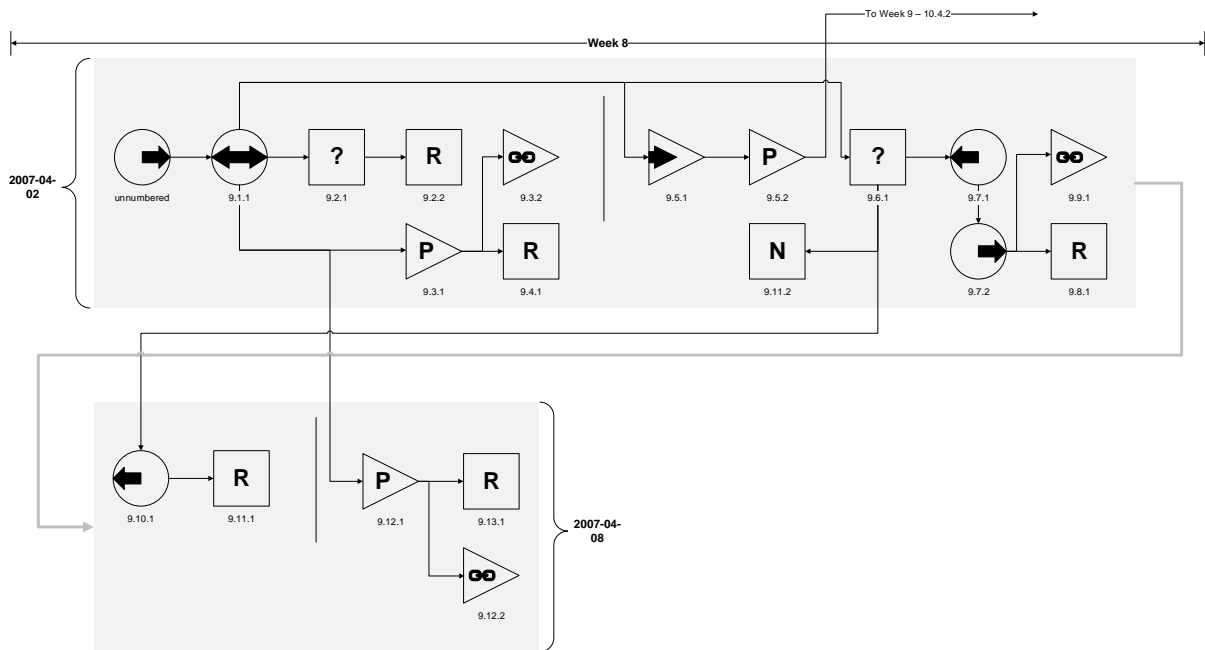 To Week 9 – 10.4.2
Week 8
2007-04-
02
unnumbered
9.1.1
?
9.2.1
R
9.2.2
9.3.2
P
9.3.1
R
9.4.1
9.5.1
P
9.5.2
?
9.6.1
9.7.1
9.9.1
N
9.11.2
9.7.2
R
9.8.1
9.10.1
R
9.11.1
P
9.12.1
R
9.13.1
9.12.2
2007-04-
08